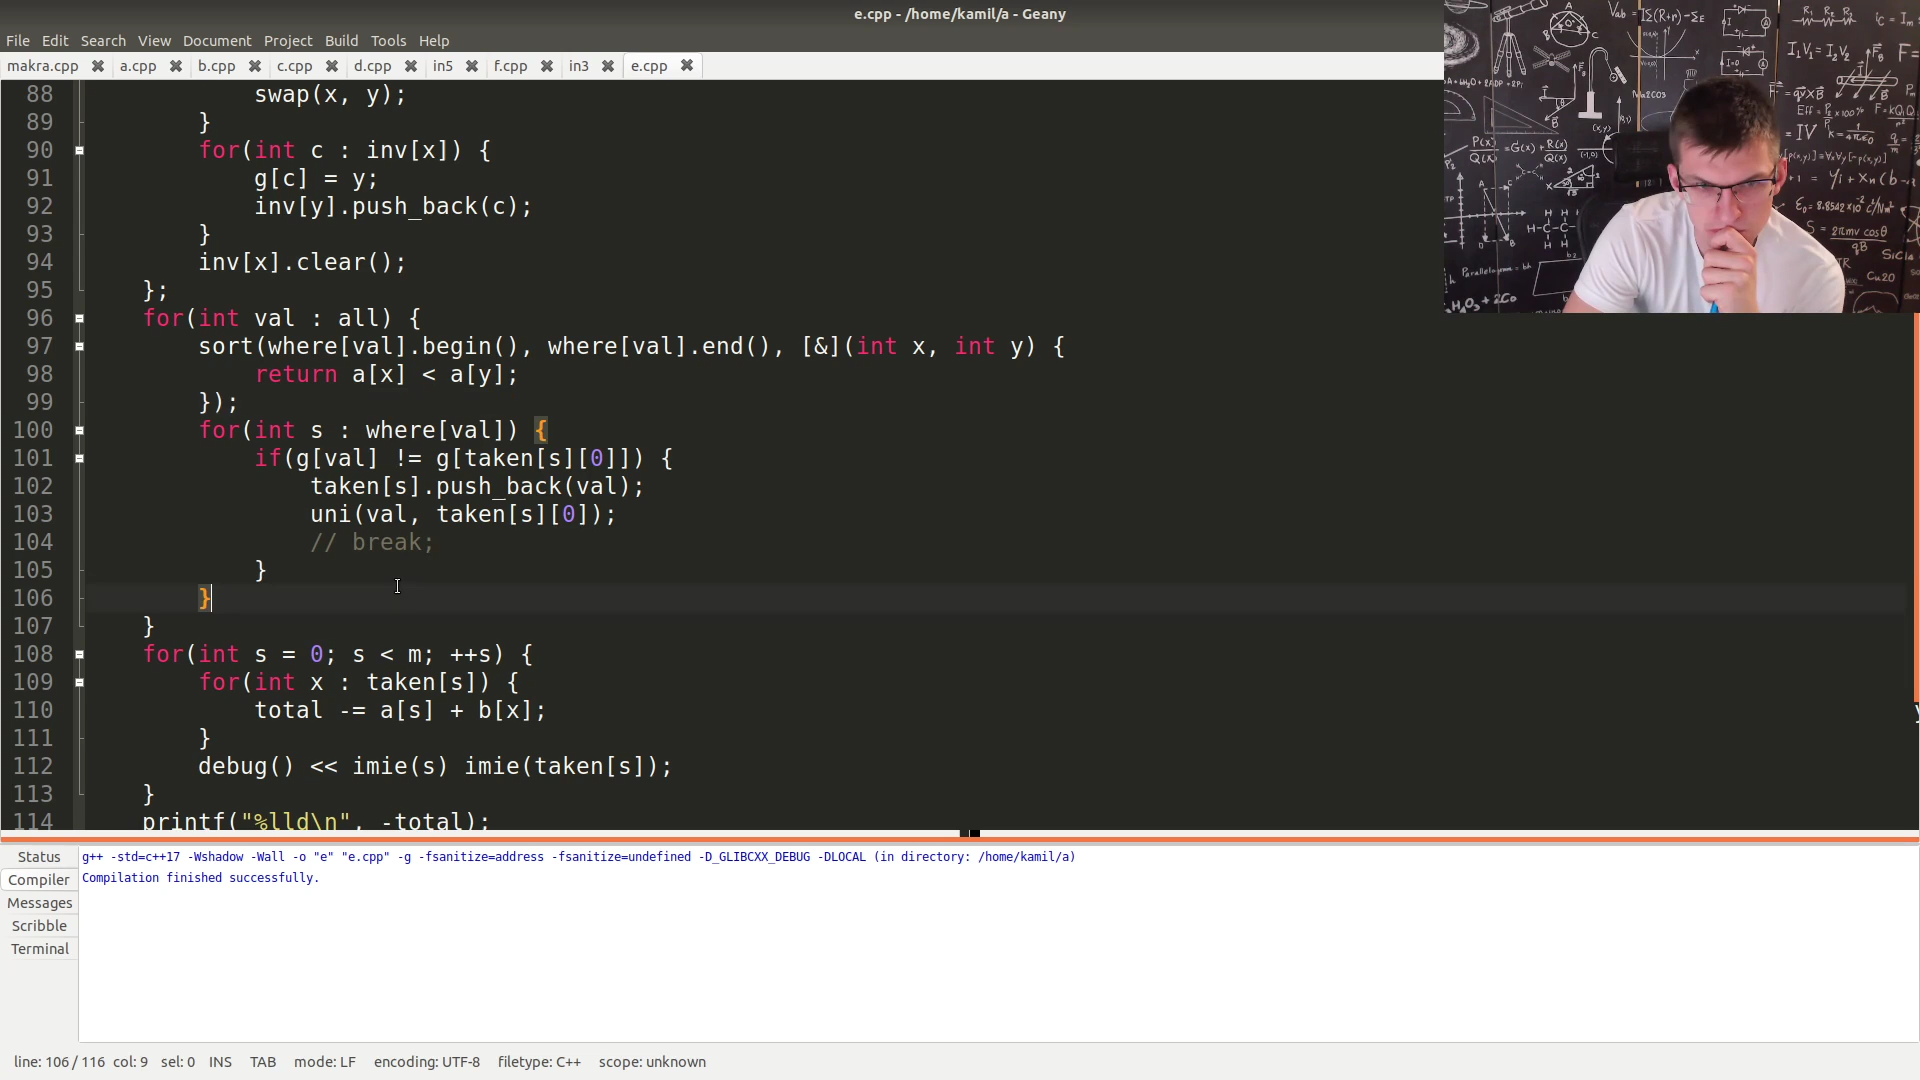 e.cpp - /home/kamil/a - Geany
File Edit Search View Document Project Build Tools Help
makra.cpp a.cpp b.cpp c.cpp d.cpp in5 f.cpp in3 e.cpp
88 swap(x, y);
89 }
90 for(int c : inv[x]) {
91 g[c] = y;
92 inv[y].push_back(c);
93 }
94 inv[x].clear();
95 };
96 for(int val : all) {
97 sort(where[val].begin(), where[val].end(), [&](int x, int y) {
98 return a[x] < a[y];
99 });
100 for(int s : where[val]) {
101 if(g[val] != g[taken[s][0]]) {
102 taken[s].push_back(val);
103 uni(val, taken[s][0]);
104 // break;
105 }
106 }
107 }
108 for(int s = 0; s < m; ++s) {
109 for(int x : taken[s]) {
110 total -= a[s] + b[x];
111 }
112 debug() << imie(s) imie(taken[s]);
113 }
114 printf("%lld\n", -total);
Status
Compiler
Messages
Scribble
Terminal
g++ -std=c++17 -Wshadow -Wall -o "e" "e.cpp" -g -fsanitize=address -fsanitize=undefined -D_GLIBCXX_DEBUG -DLOCAL (in directory: /home/kamil/a)
Compilation finished successfully.
line: 106 / 116 col: 9 sel: 0 INS TAB mode: LF encoding: UTF-8 filetype: C++ scope: unknown